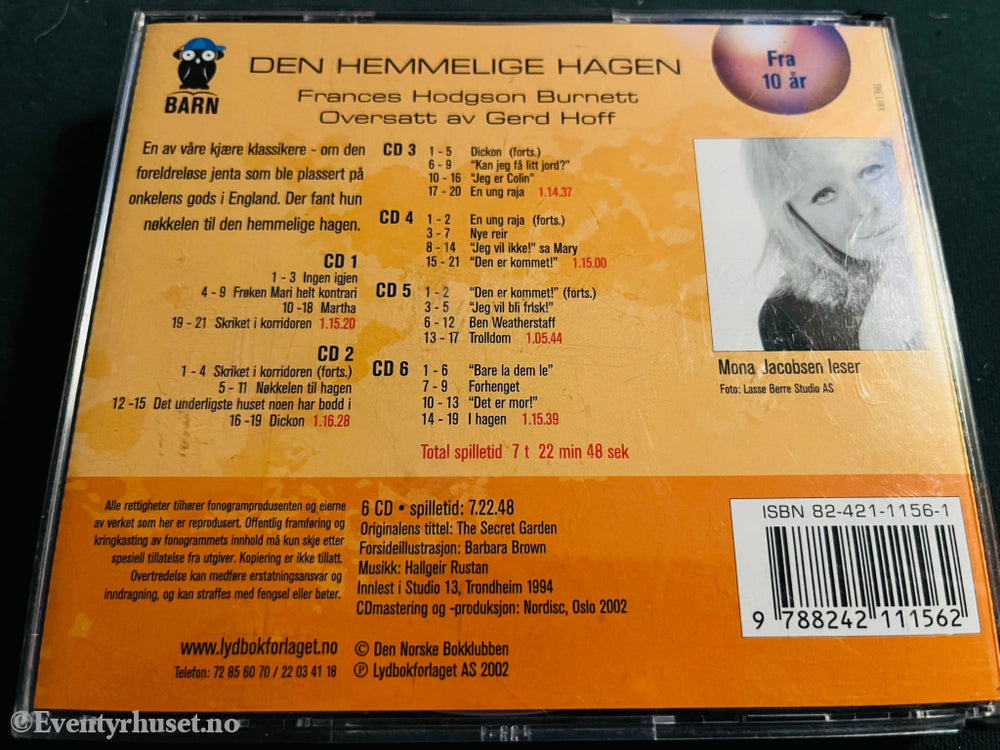 BARN
DEN HEMMELIGE HAGEN
Frances Hodgson Burnett
Oversatt av Gerd Hoff
Fra
10 år
En av våre kjære klassikere - om den
foreldreløse jenta som ble plassert på
onkelens gods i England. Der fant hun
nøkkelen til den hemmelige hagen.
CD 1
1 - 3 Ingen igjen
4 - 9 Frøken Mari helt kontrari
10 -18 Martha
19 - 21 Skriket i korridoren 1.15.20
CD 2
1 - 4 Skriket i korridoren (forts.)
5 - 11 Nøkkelen til hagen
12 -15 Det underligste huset noen har bodd i
16 -19 Dickon 1.16.28
CD 3 1 - 5 Dickon (forts.)
6 - 9 "Kan jeg få litt jord?"
10 - 16 "Jeg er Colin"
17 - 20 En ung raja 1.14.37
CD 4 1 - 2 En ung raja (forts.)
3 - 7 Nye reir
8 - 14 "Jeg vil ikke!" sa Mary
15 - 21 "Den er kommet!" 1.15.00
CD 5 1 - 2 "Den er kommet!" (forts.)
3 - 5 "Jeg vil bli frisk!"
6 - 12 Ben Weatherstaff
13 - 17 Trolldom 1.05.44
CD 6 1 - 6 "Bare la dem le"
7 - 9 Forhenget
10 - 13 "Det er mor!"
14 - 19 I hagen 1.15.39
Total spilletid 7 t 22 min 48 sek
Mona Jacobsen leser
Foto: Lasse Berre Studio AS
Alle rettigheter tilhører fonogramprodusenten og eierne
av verket som her er reprodusert. Offentlig framføring og
kringkasting av fonogrammets innhold må kun skje etter
spesiell tillatelse fra utgiver. Kopiering er ikke tillatt.
Overtredelse kan medføre erstatningsansvar og
inndragning, og kan straffes med fengsel eller bøter.
www.lydbokforlaget.no
Telefon: 72 85 60 70 / 22 03 41 18
6 CD • spilletid: 7.22.48
Originalens tittel: The Secret Garden
Forsideillustrasjon: Barbara Brown
Musikk: Hallgeir Rustan
Innlest i Studio 13, Trondheim 1994
CDmastering og -produksjon: Nordisc, Oslo 2002
© Den Norske Bokklubben
℗ Lydbokforlaget AS 2002
ISBN 82-421-1156-1
9 788242 111562
©Eventyrhuset.no